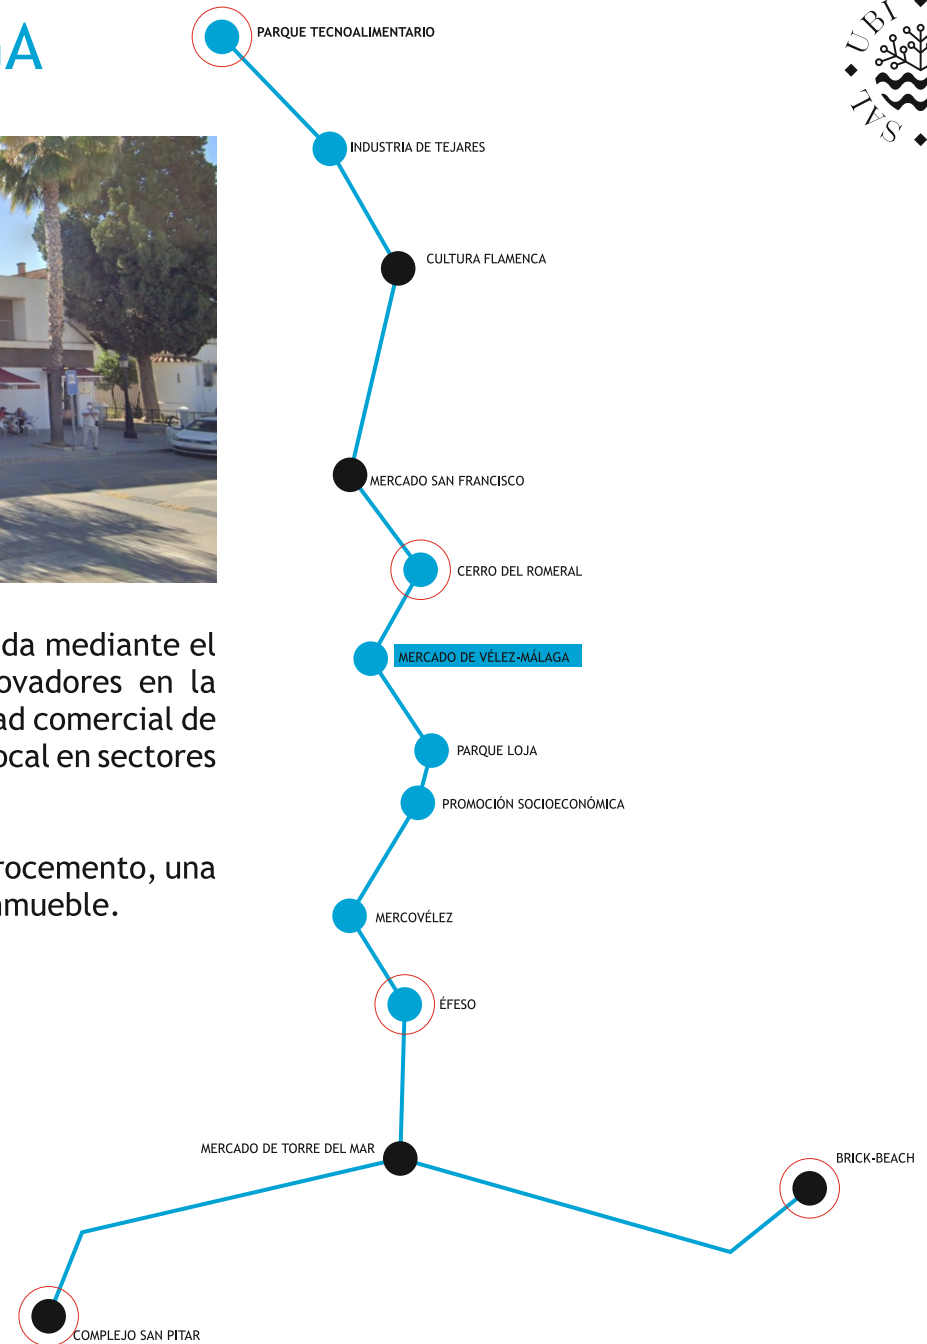 PARQUE TECNOALIMENTARIO
INDUSTRIA DE TEJARES
CULTURA FLAMENCA
MERCADO SAN FRANCISCO
CERRO DEL ROMERAL
MERCADO DE VÉLEZ-MÁLAGA
PARQUE LOJA
PROMOCIÓN SOCIOECONÓMICA
MERCOVÉLEZ
ÉFESO
MERCADO DE TORRE DEL MAR
BRICK-BEACH
COMPLEJO SAN PITAR
UBI
SAL
da mediante el
ovadores en la
ad comercial de
ocal en sectores
rocemento, una
nmueble.